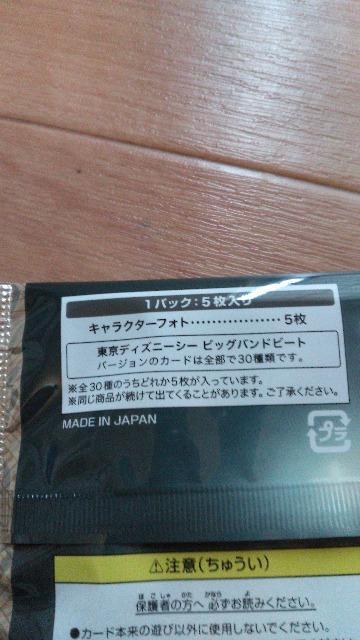 1パック:5枚入り
キャラクターフォト………………5枚
東京ディズニーシー ビッグバンドビート
バージョンのカードは全部で30種類です。
※全30種のうちどれか5枚が入っています。
※同じ商品が続けて出てくることがあります。ご了承ください。
MADE IN JAPAN
プラ
⚠注意(ちゅうい)
保護者の方へ 必ずお読みください。
●カード本来の遊び以外に使用しないでください。